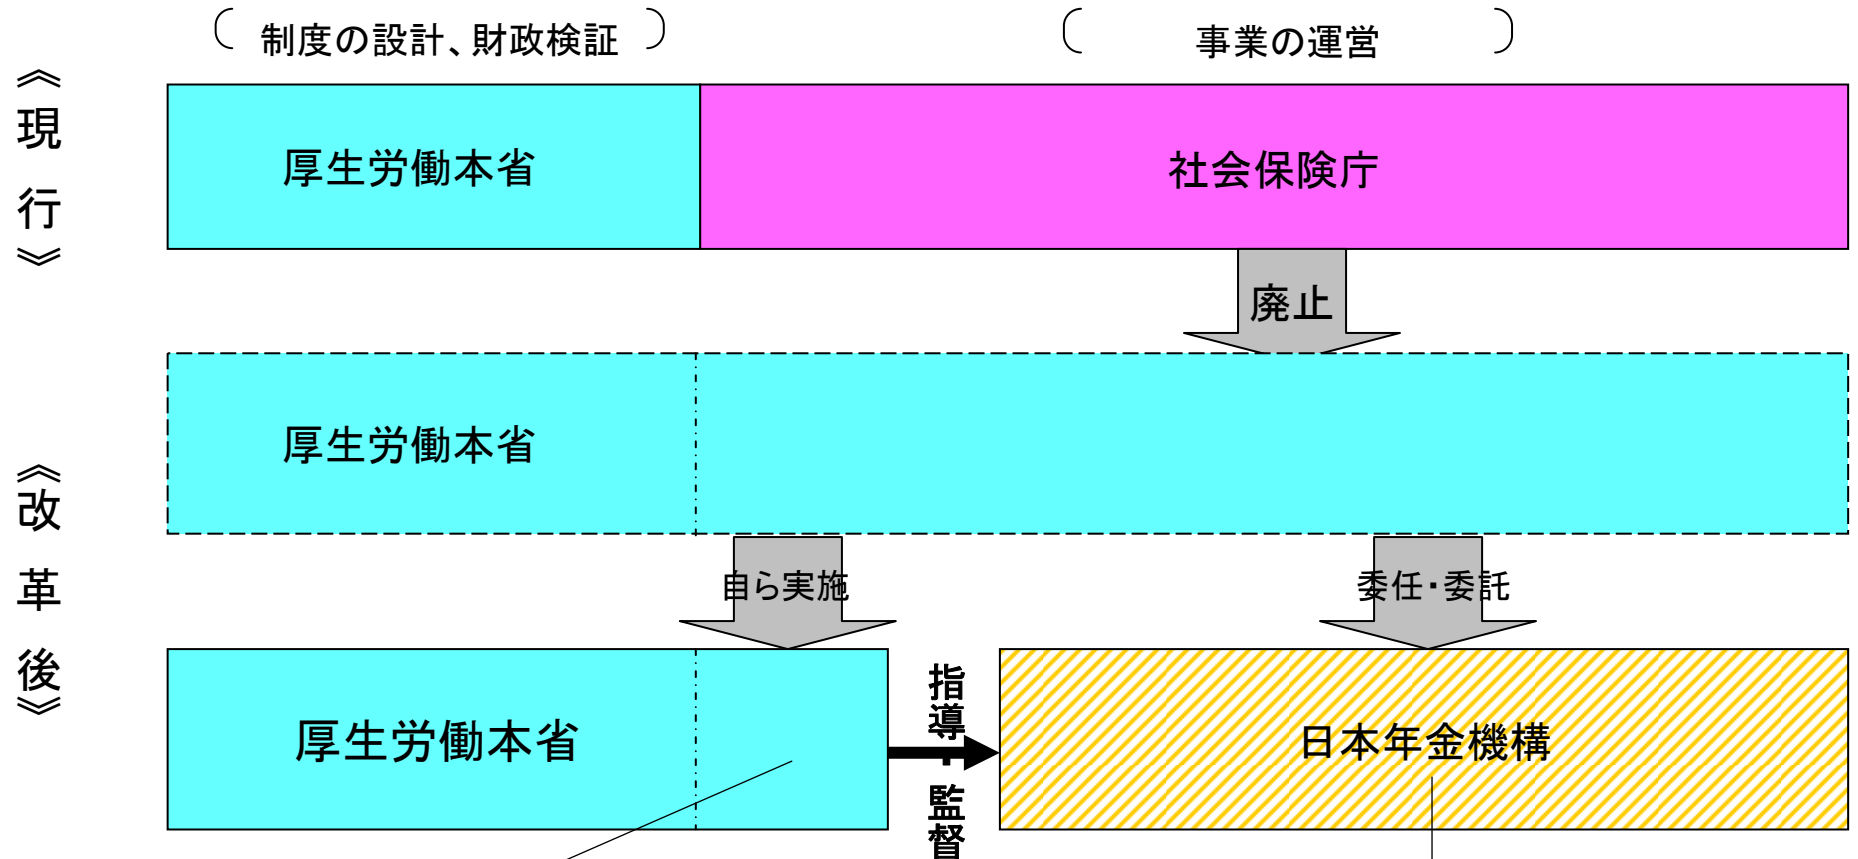 （制度の設計、財政検証）
（事業の運営）
《現行》
厚生労働本省
社会保険庁
廃止
《改革後》
厚生労働本省
自ら実施
委任・委託
厚生労働本省
指導・監督
日本年金機構